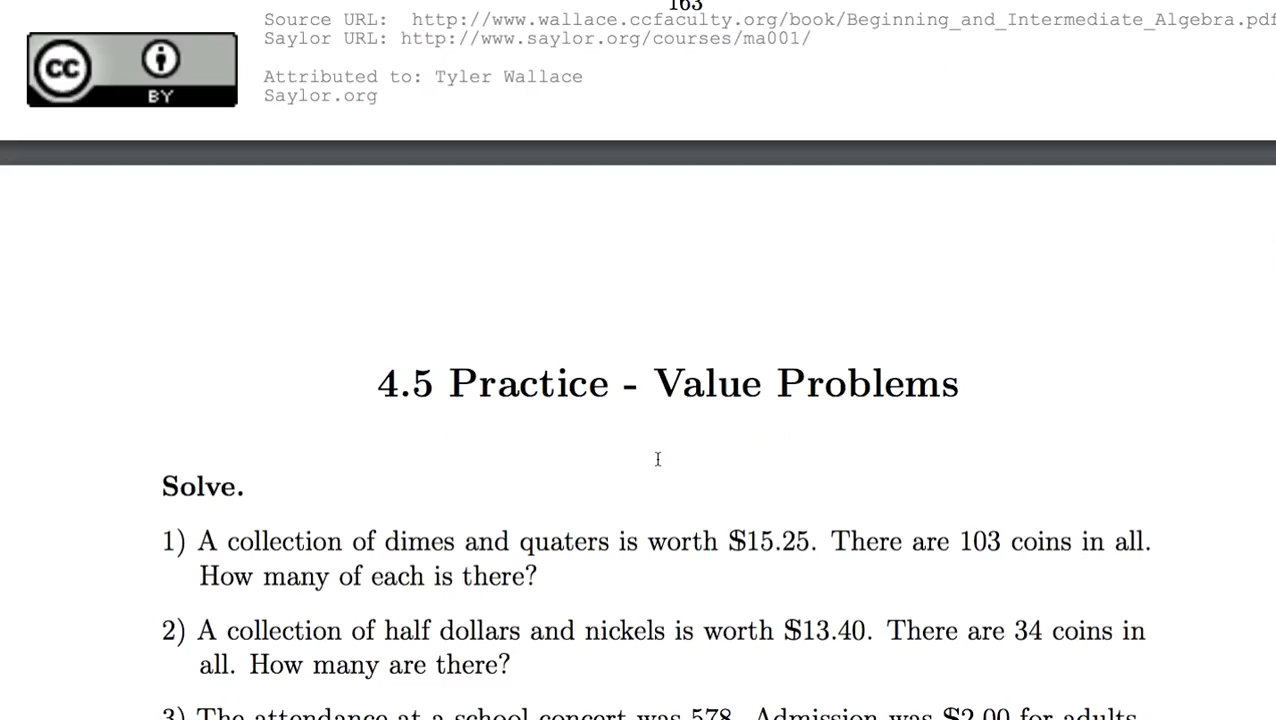 163
Source URL: http://www.wallace.ccfaculty.org/book/Beginning_and_Intermediate_Algebra.pdf
Saylor URL: http://www.saylor.org/courses/ma001/
Attributed to: Tyler Wallace
Saylor.org
cc
BY
4.5 Practice - Value Problems
Solve.
1) A collection of dimes and quaters is worth $15.25. There are 103 coins in all.
How many of each is there?
2) A collection of half dollars and nickels is worth $13.40. There are 34 coins in
all. How many are there?
3) The attendance at a school concert was 578. Admission was $2.00 for adults